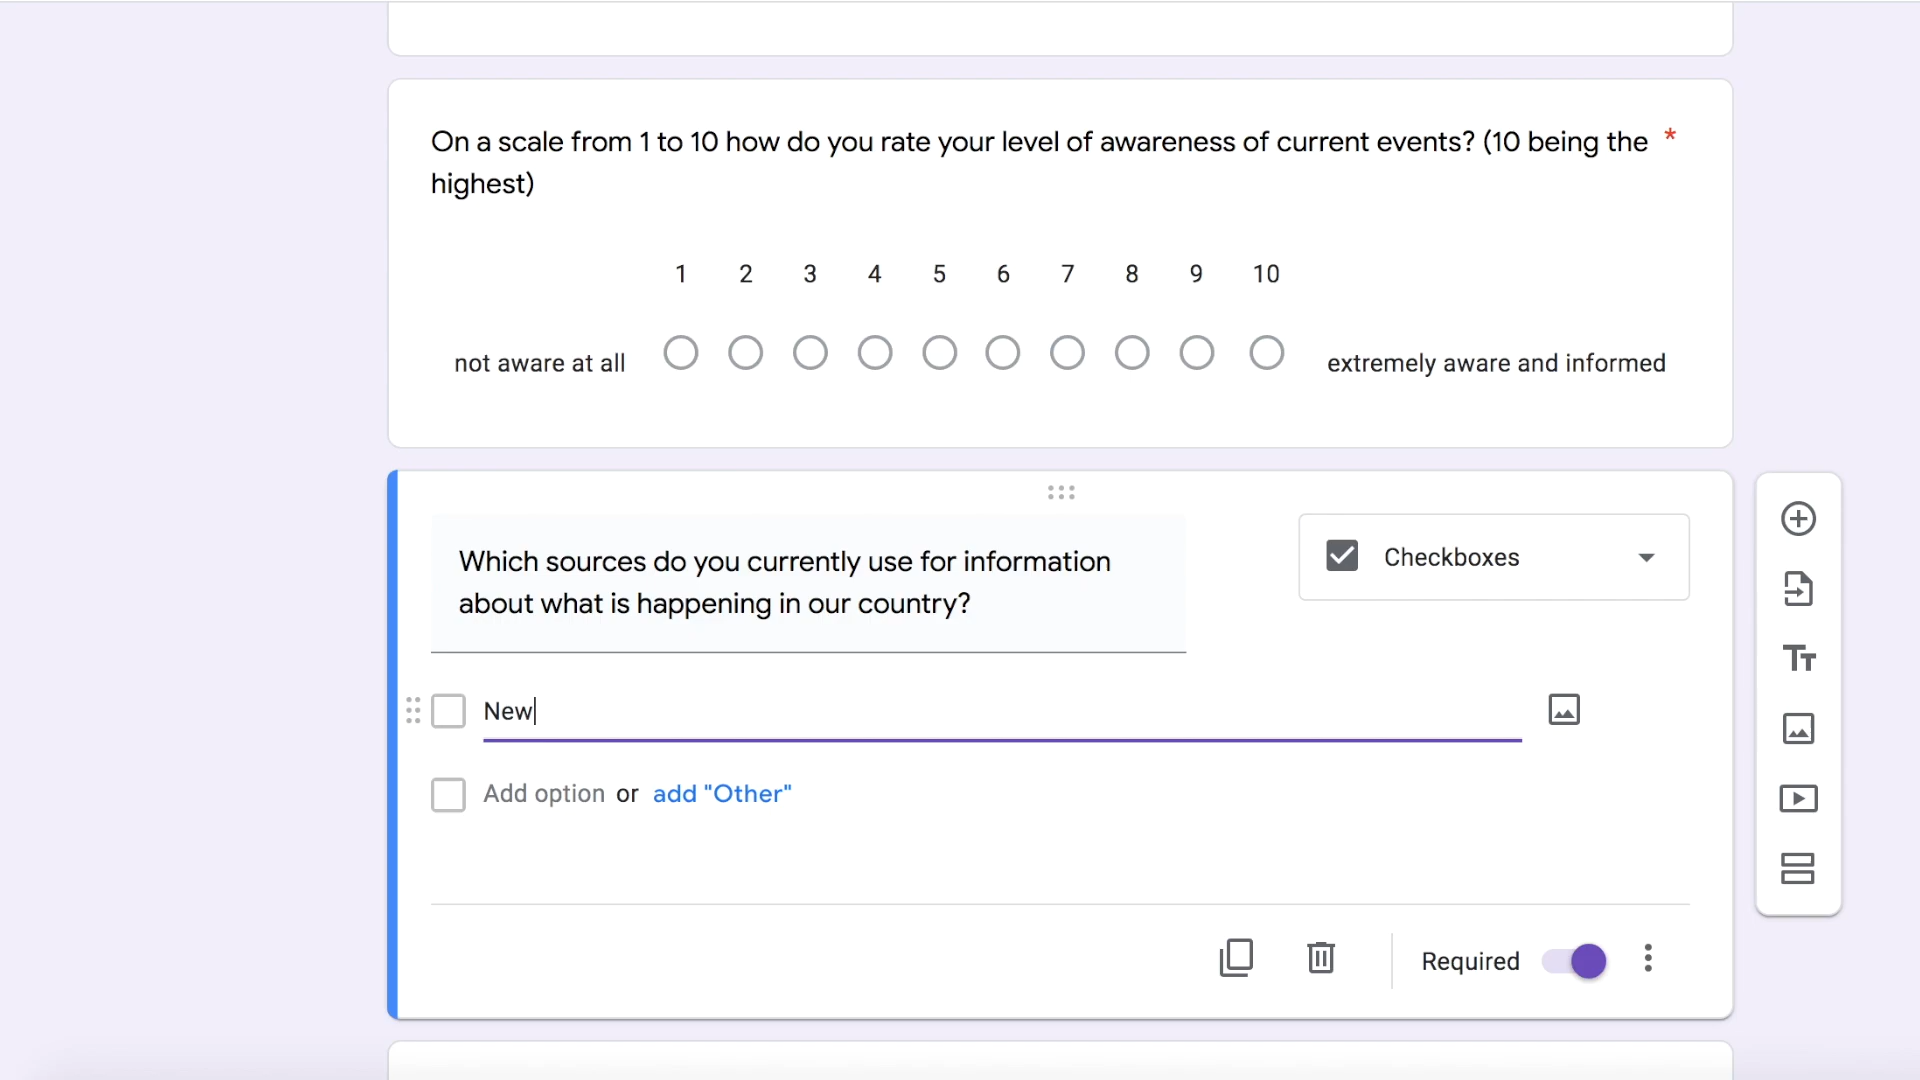 On a scale from 1 to 10 how do you rate your level of awareness of current events? (10 being the *
highest)
1 2 3 4 5 6 7 8 9 10
not aware at all extremely aware and informed
Which sources do you currently use for information
about what is happening in our country?
Checkboxes
New
Add option or add "Other"
Required